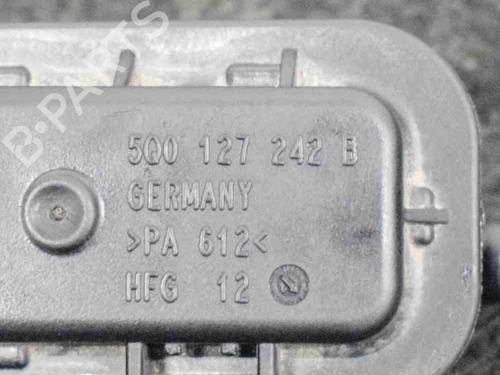 B-PARTS
5Q0 127 242 B
GERMANY
>PA 612<
HFG 12